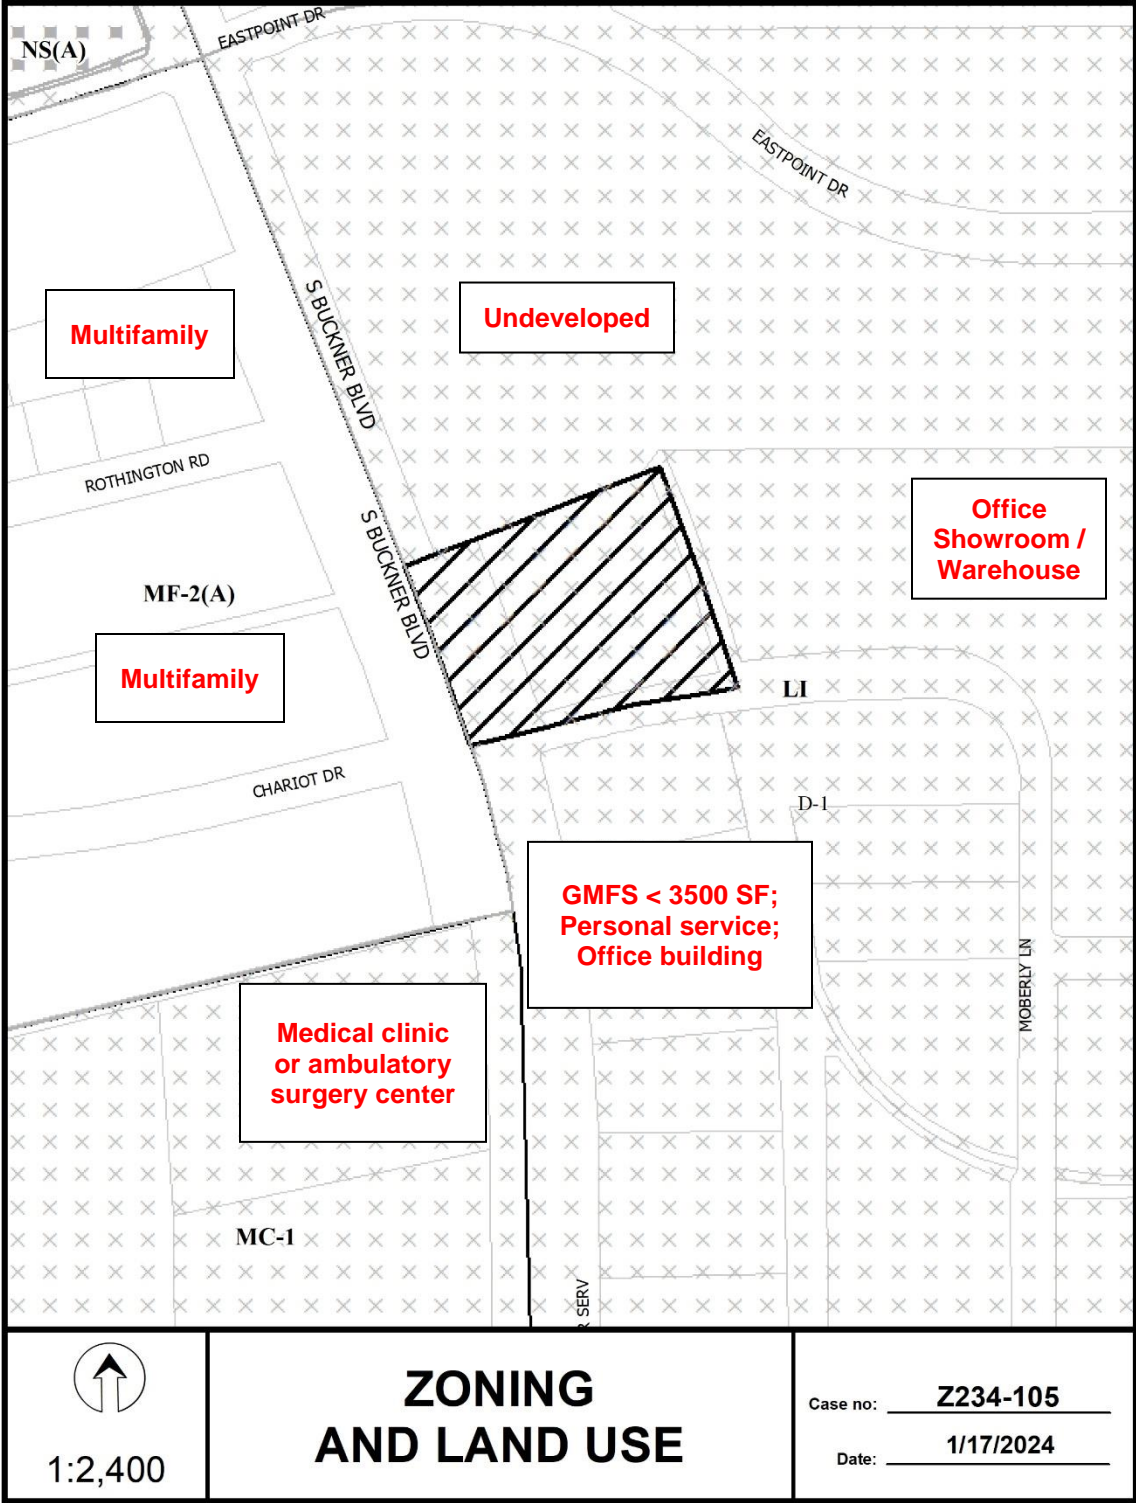 EASTPOINT DR
NS(A)
EASTPOINT DR
S BUCKNER BLVD
Undeveloped
Multifamily
ROTHINGTON RD
Office
Showroom /
Warehouse
S BUCKNER BLVD
MF-2(A)
Multifamily
LI
CHARIOT DR
D-1
GMFS < 3500 SF;
Personal service;
Office building
MOBERLY LN
Medical clinic
or ambulatory
surgery center
MC-1
R SERV
1:2,400
ZONING
AND LAND USE
Case no: Z234-105
Date: 1/17/2024